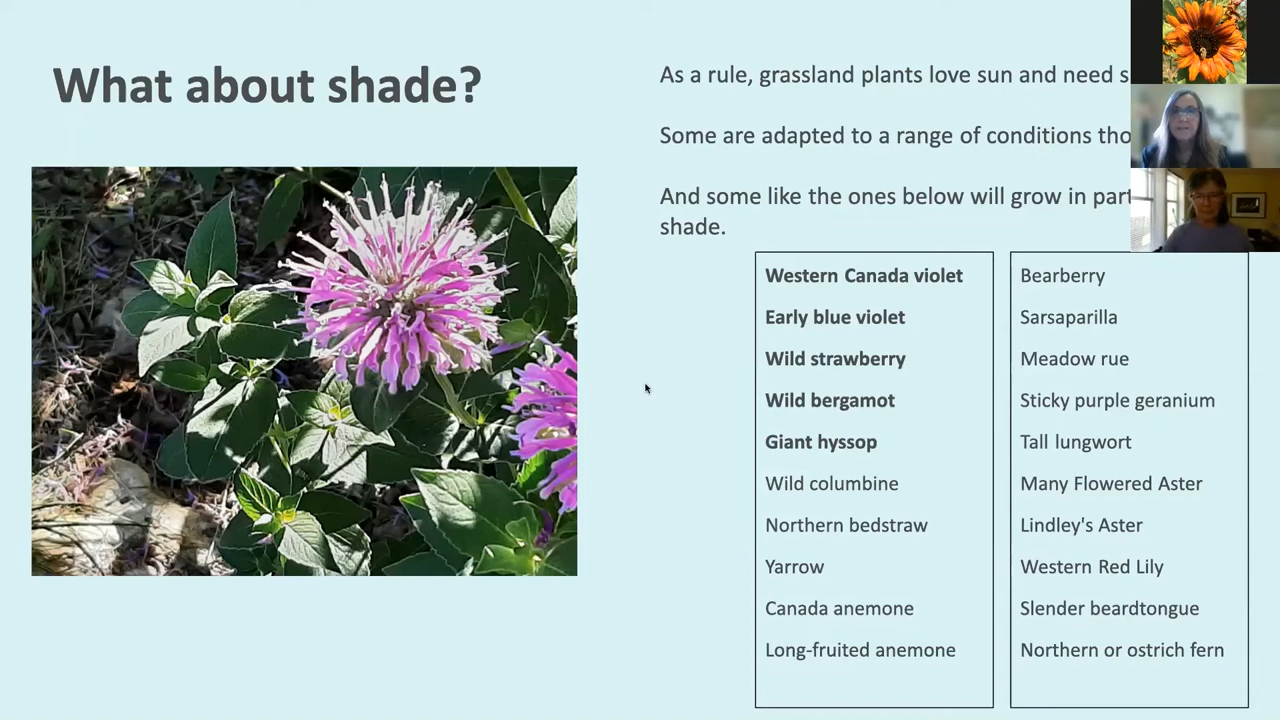 What about shade?
As a rule, grassland plants love sun and need
Some are adapted to a range of conditions
And some like the ones below will grow in
shade.
Western Canada violet
Early blue violet
Wild strawberry
Wild bergamot
Giant hyssop
Wild columbine
Northern bedstraw
Yarrow
Canada anemone
Long-fruited anemone
Bearberry
Sarsaparilla
Meadow rue
Sticky purple geranium
Tall lungwort
Many Flowered Aster
Lindley's Aster
Western Red Lily
Slender beardtongue
Northern or ostrich fern